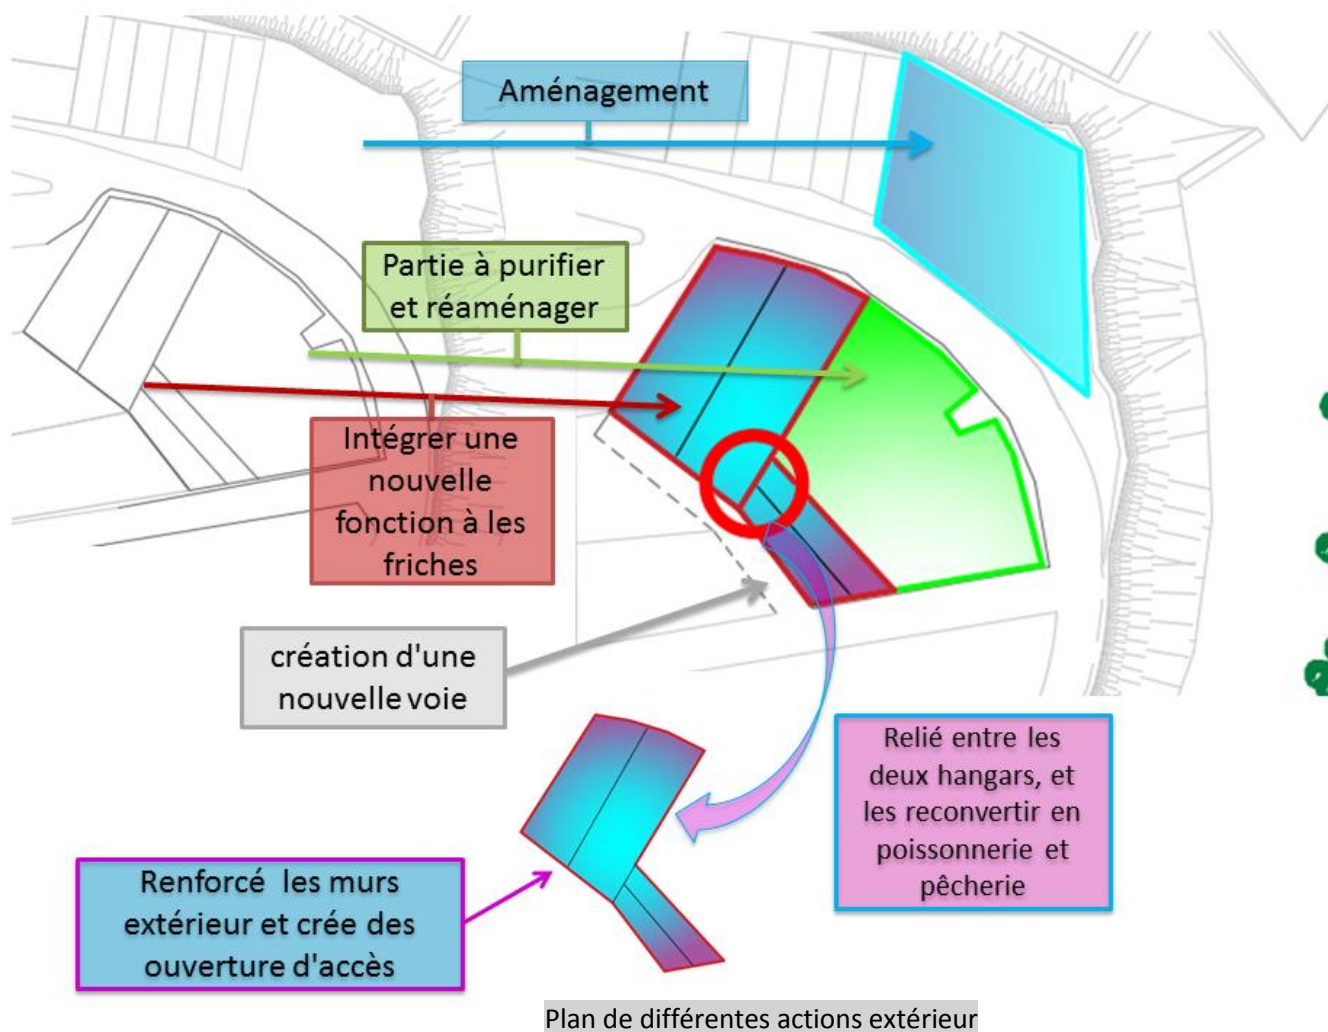 Aménagement
Partie à purifier
et réaménager
Intégrer une
nouvelle
fonction à les
friches
création d'une
nouvelle voie
Relié entre les
deux hangars, et
les reconvertir en
poissonnerie et
pêcherie
Renforcé les murs
extérieur et crée des
ouverture d'accès
Plan de différentes actions extérieur